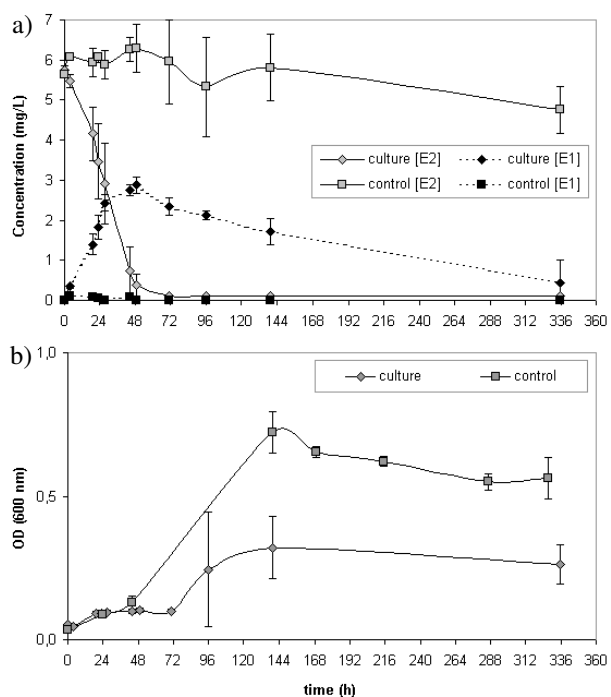 a)
7
6
5
4
3
2
1
0
Concentration (mg/L)
culture [E2]
culture [E1]
control [E2]
control [E1]
0 24 48 72 96 120 144 168 192 216 240 264 288 312 336 360
b)
1,0
0,5
0,0
OD (600 nm)
culture
control
0 24 48 72 96 120 144 168 192 216 240 264 288 312 336 360
time (h)